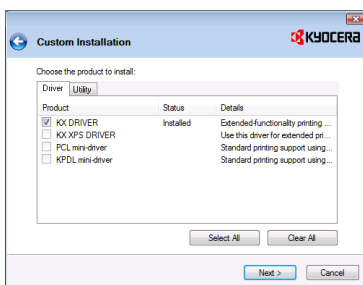 Custom Installation
KYOCERA
Choose the product to install:
Driver Utility
Product Status Details
KX DRIVER Installed Extended-functionality printing ...
KX XPS DRIVER Use this driver for extended pri...
PCL mini-driver Standard printing support using...
KPDL mini-driver Standard printing support using...
Select All Clear All
Next > Cancel